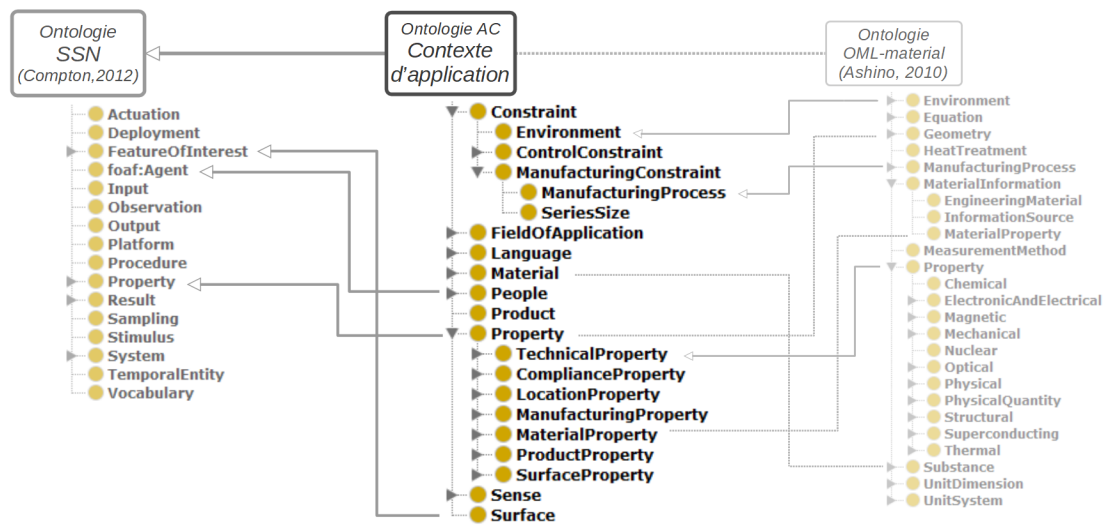 Ontologie
SSN
(Compton,2012)
Actuation
Deployment
FeatureOfInterest
foaf:Agent
Input
Observation
Output
Platform
Procedure
Property
Result
Sampling
Stimulus
System
TemporalEntity
Vocabulary
Ontologie AC
Contexte
d'application
Constraint
Environment
ControlConstraint
ManufacturingConstraint
ManufacturingProcess
SeriesSize
FieldOfApplication
Language
Material
People
Product
Property
TechnicalProperty
ComplianceProperty
LocationProperty
ManufacturingProperty
MaterialProperty
ProductProperty
SurfaceProperty
Sense
Surface
Ontologie
OML-material
(Ashino, 2010)
Environment
Equation
Geometry
HeatTreatment
ManufacturingProcess
MaterialInformation
EngineeringMaterial
InformationSource
MaterialProperty
MeasurementMethod
Property
Chemical
ElectronicAndElectrical
Magnetic
Mechanical
Nuclear
Optical
Physical
PhysicalQuantity
Structural
Superconducting
Thermal
Substance
UnitDimension
UnitSystem